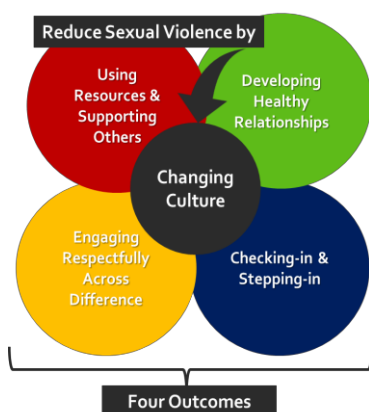 Reduce Sexual Violence by
Using
Resources &
Supporting
Others
Developing
Healthy
Relationships
Changing
Culture
Engaging
Respectfully
Across
Difference
Checking-in &
Stepping-in
Four Outcomes